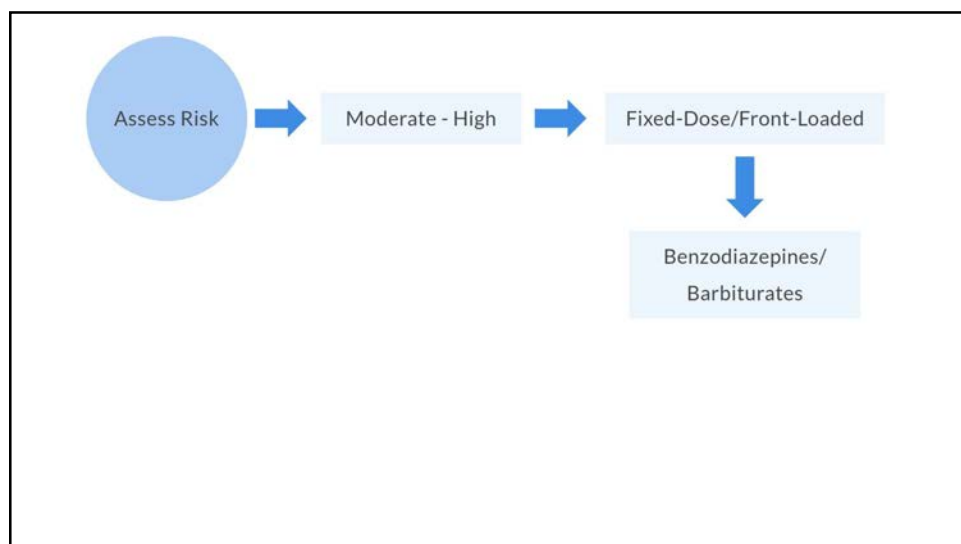 Assess Risk
Moderate - High
Fixed-Dose/Front-Loaded
Benzodiazepines/
Barbiturates